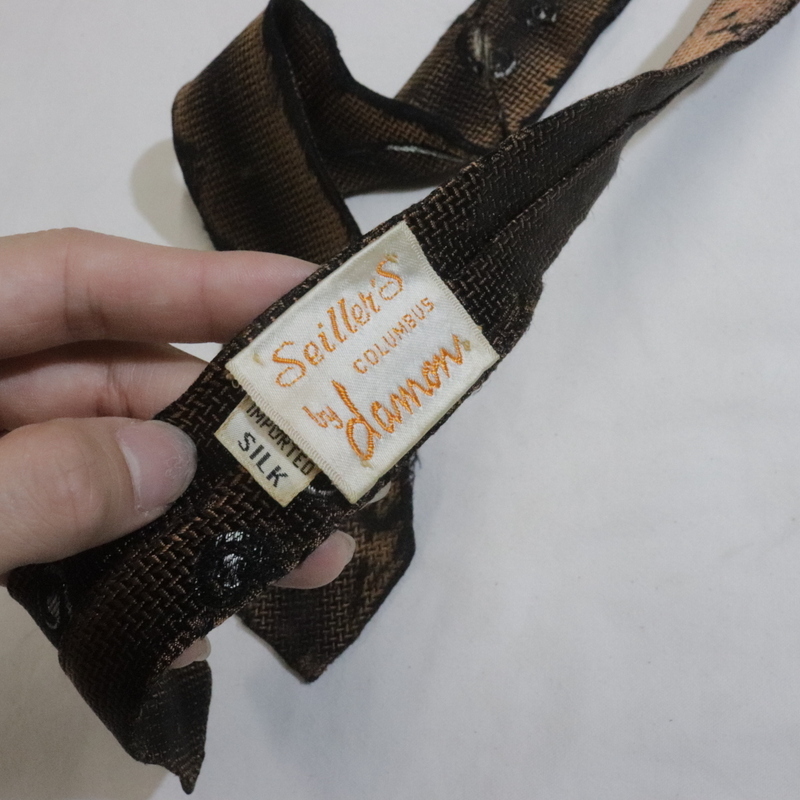 Seiller's
COLUMBUS
by damon
IMPORTED
SILK